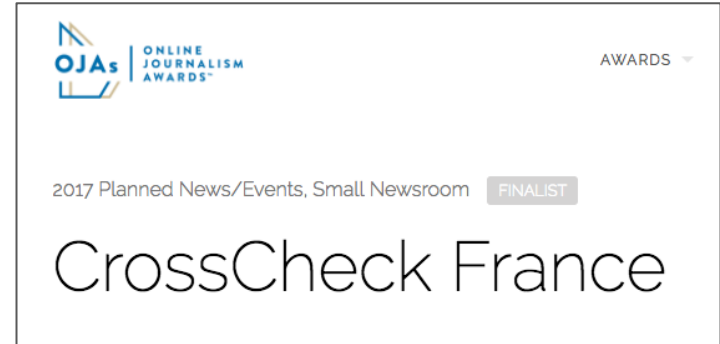 OJAs
ONLINE
JOURNALISM
AWARDS™
AWARDS
2017 Planned News/Events, Small Newsroom FINALIST
CrossCheck France